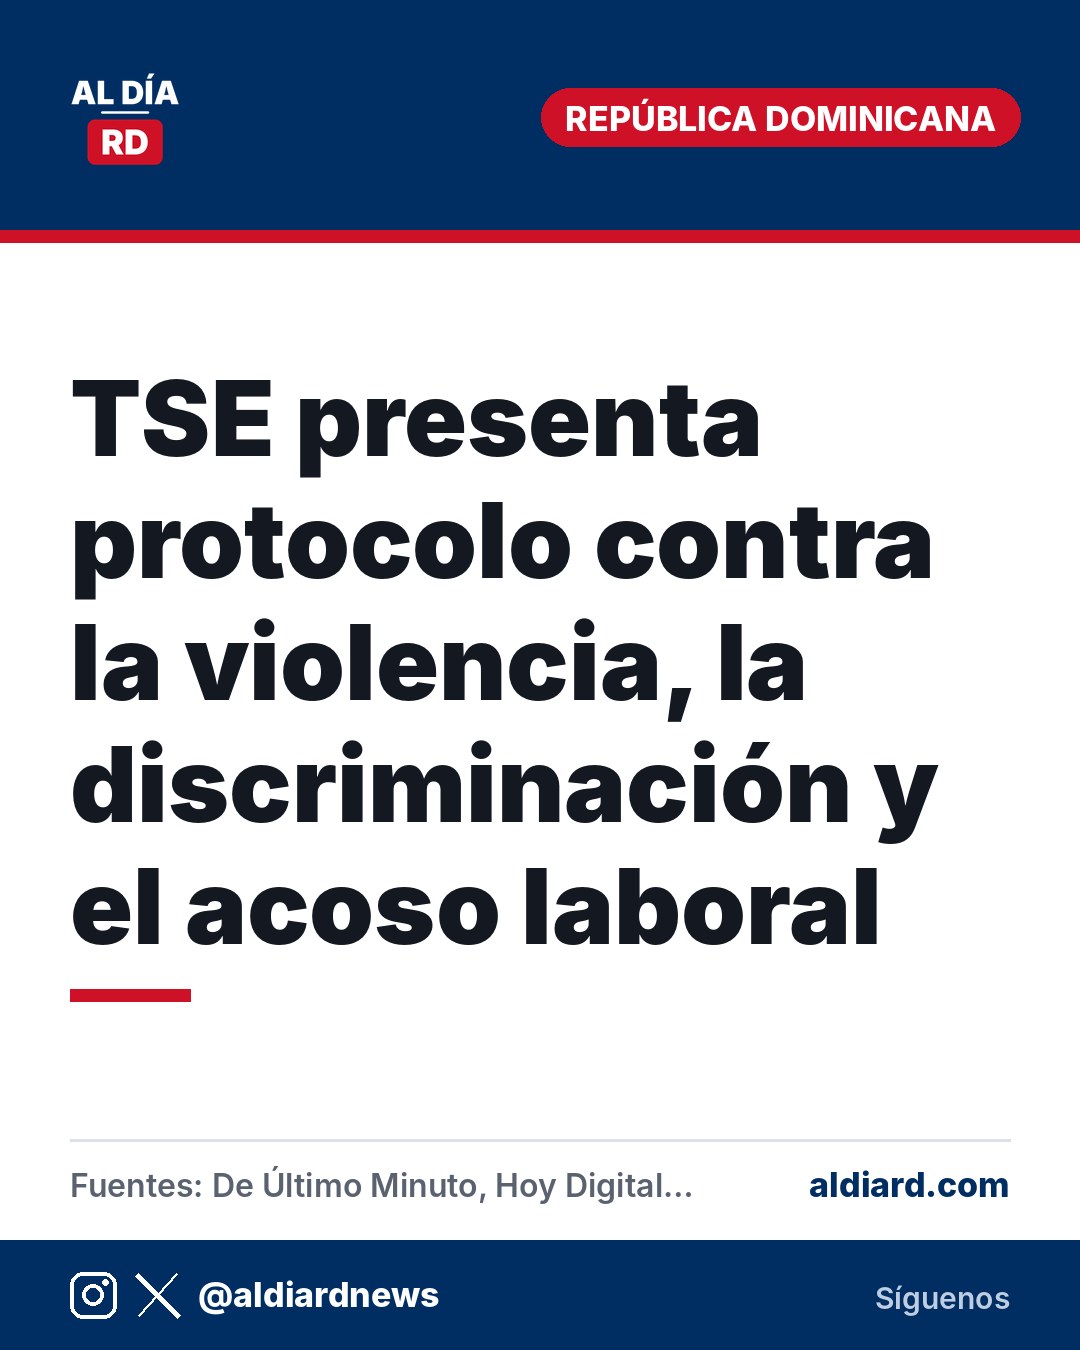 AL DÍA
RD
REPÚBLICA DOMINICANA
TSE presenta
protocolo contra
la violencia, la
discriminación y
el acoso laboral
Fuentes: De Último Minuto, Hoy Digital...
aldiard.com
@aldiardnews
Síguenos